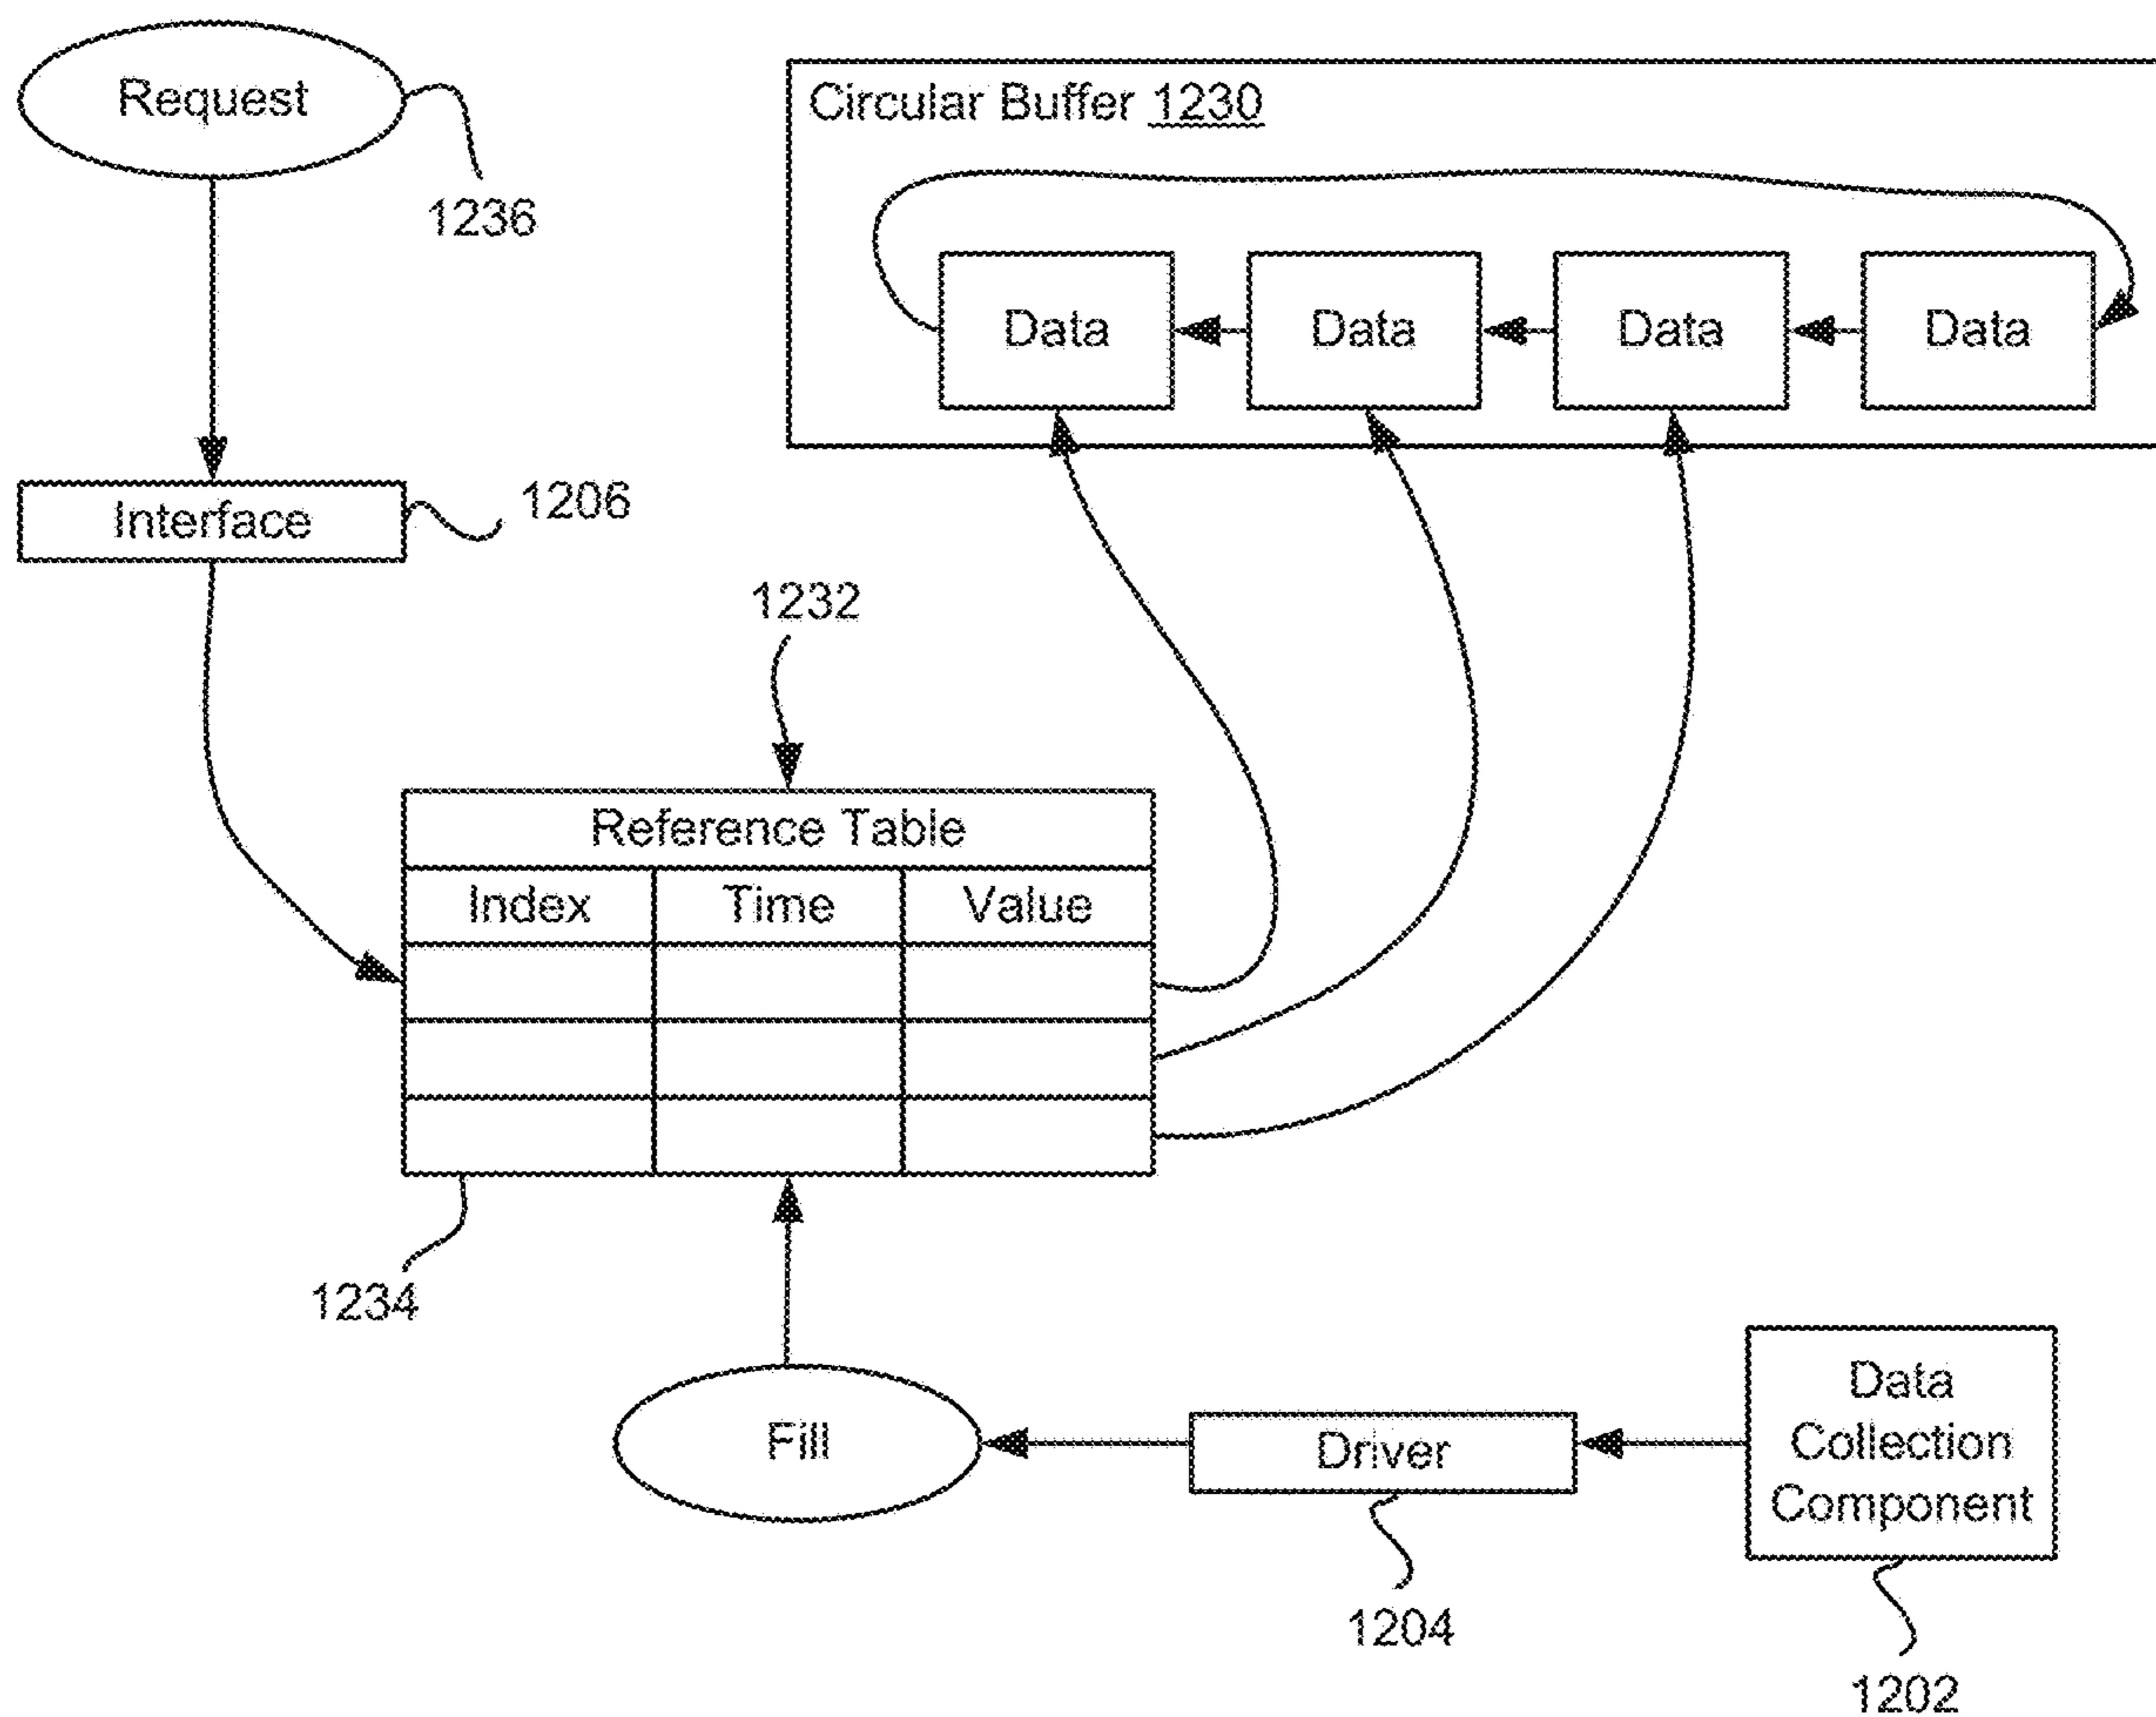 Request
1236
Circular Buffer 1230
Data Data Data Data
Interface
1206
1232
Reference Table
Index Time Value
1234
Fill
Driver
1204
Data
Collection
Component
1202